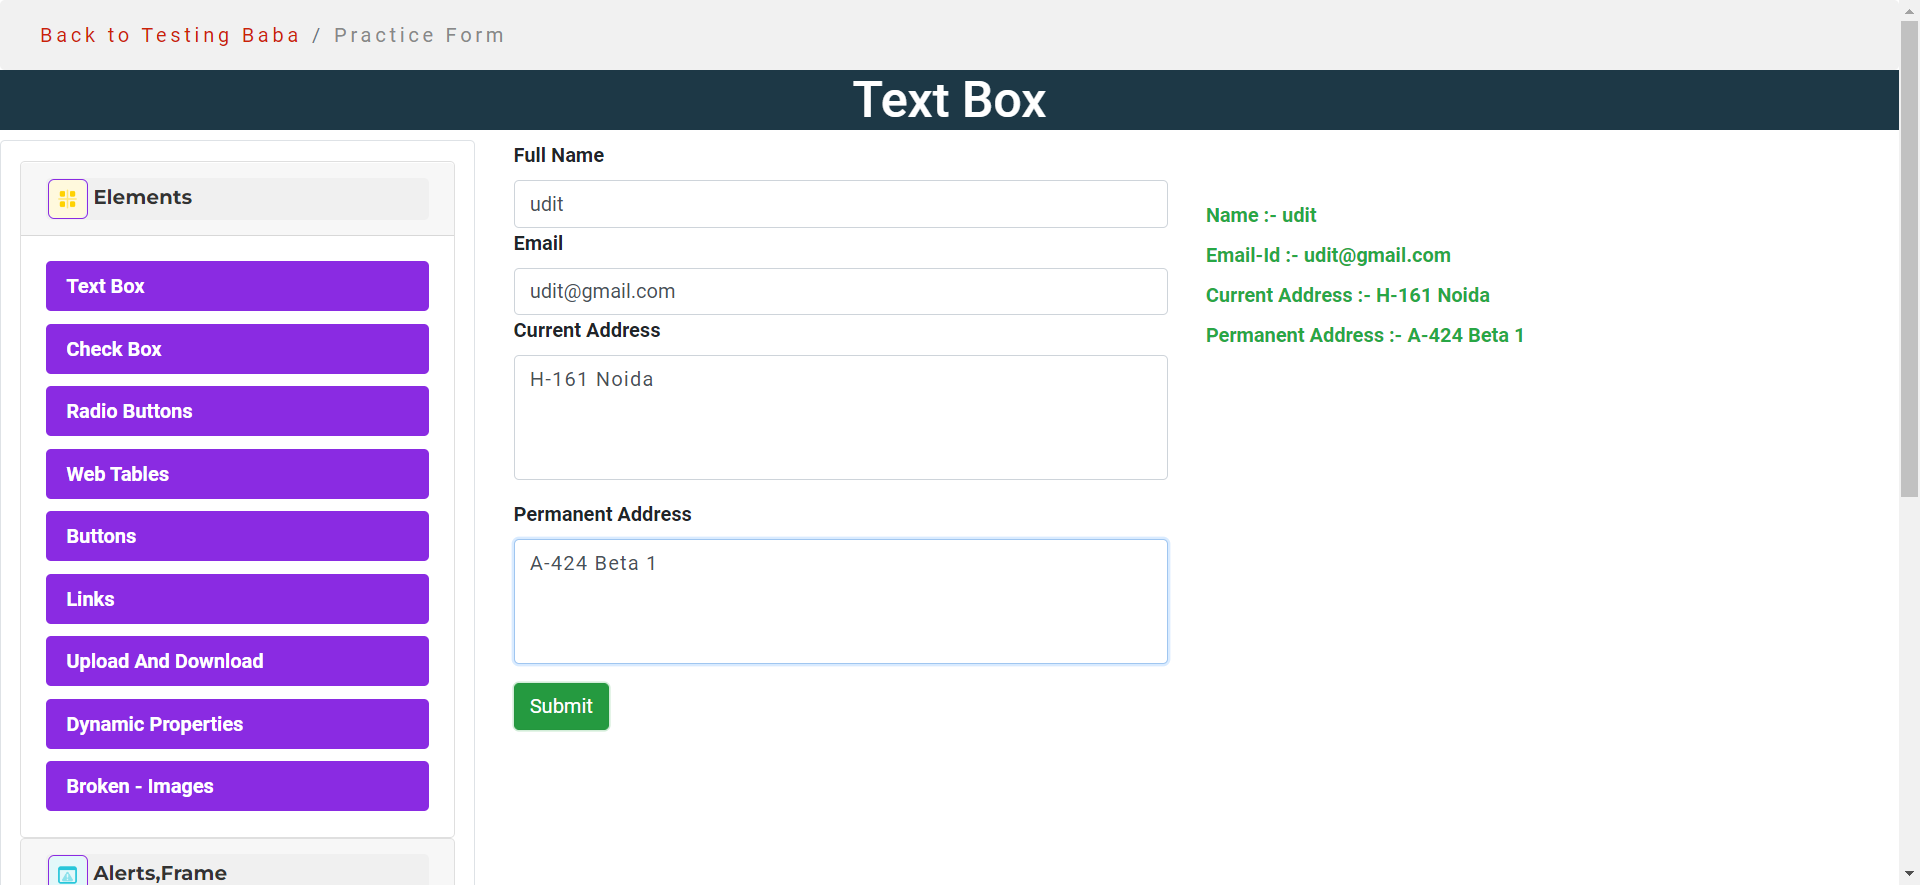 Back to Testing Baba / Practice Form
Text Box
Elements
Text Box
Check Box
Radio Buttons
Web Tables
Buttons
Links
Upload And Download
Dynamic Properties
Broken - Images
Alerts,Frame
Full Name
udit
Email
udit@gmail.com
Current Address
H-161 Noida
Permanent Address
A-424 Beta 1
Submit
Name :- udit
Email-Id :- udit@gmail.com
Current Address :- H-161 Noida
Permanent Address :- A-424 Beta 1